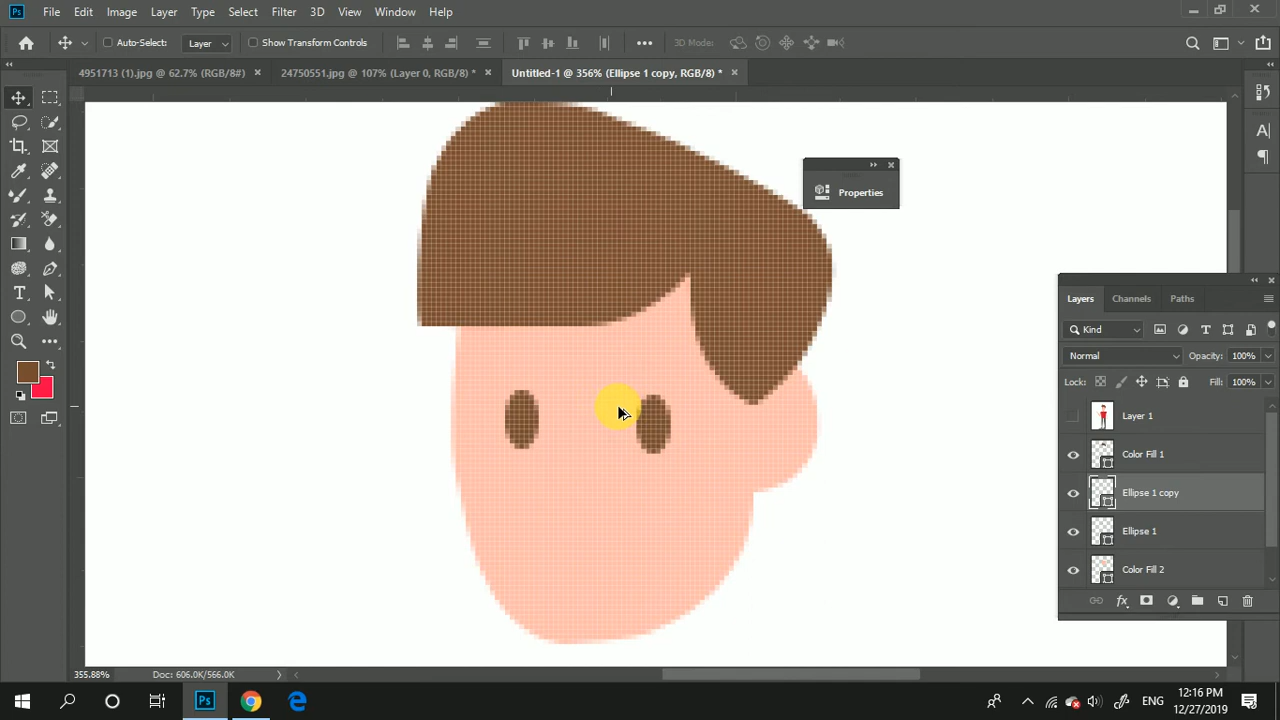 Ps File Edit Image Layer Type Select Filter 3D View Window Help
Auto-Select: Layer Show Transform Controls 3D Mode:
4951713 (1).jpg @ 62.7% (RGB/8#) 24750551.jpg @ 107% (Layer 0, RGB/8) * Untitled-1 @ 356% (Ellipse 1 copy, RGB/8) *
Properties
Layers Channels Paths
Kind
Normal Opacity: 100%
Lock: Fill: 100%
Layer 1
Color Fill 1
Ellipse 1 copy
Ellipse 1
Color Fill 2
355.88% Doc: 606.0K/566.0K
Ps ENG 12:16 PM
12/27/2019